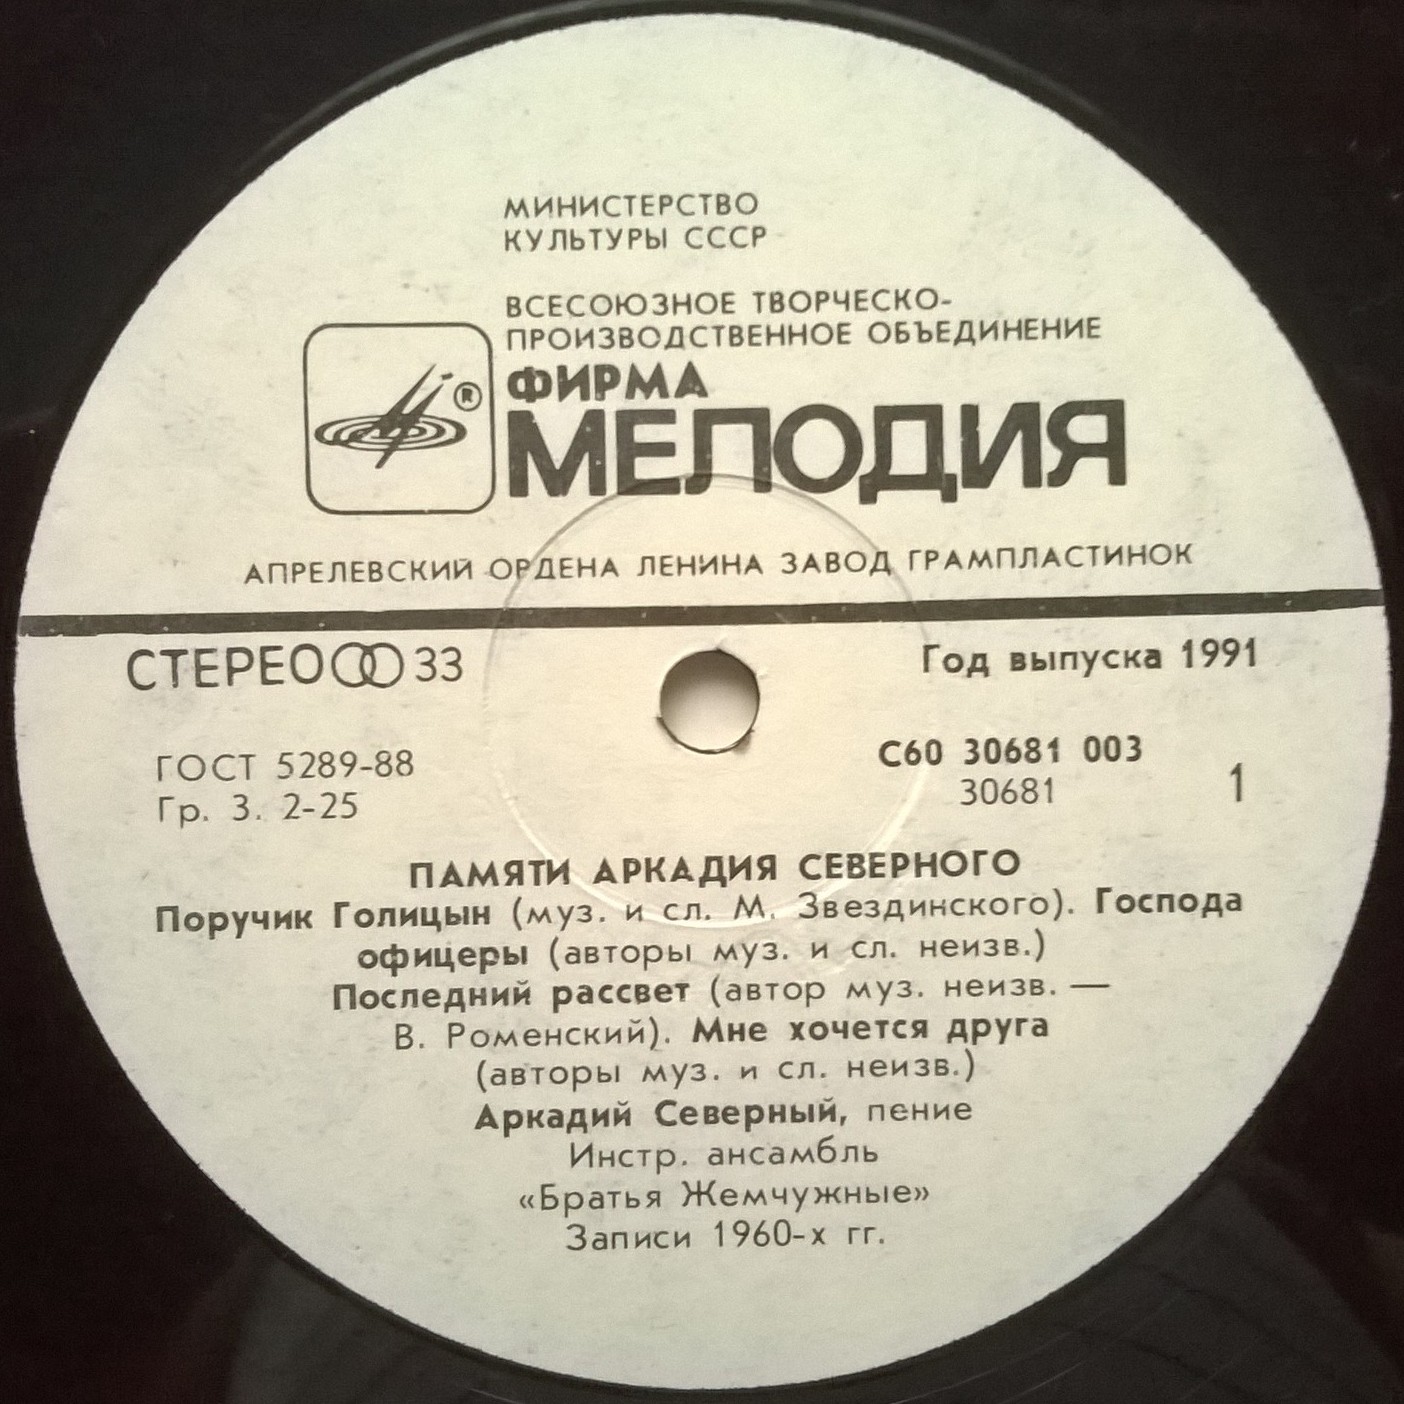 МИНИСТЕРСТВО
КУЛЬТУРЫ СССР
ВСЕСОЮЗНОЕ ТВОРЧЕСКО-
ПРОИЗВОДСТВЕННОЕ ОБЪЕДИНЕНИЕ
ФИРМА
®
МЕЛОДИЯ
АПРЕЛЕВСКИЙ ОРДЕНА ЛЕНИНА ЗАВОД ГРАМПЛАСТИНОК
СТЕРЕО 33
Год выпуска 1991
ГОСТ 5289-88
Гр. 3. 2-25
С60 30681 003
30681
1
ПАМЯТИ АРКАДИЯ СЕВЕРНОГО
Поручик Голицын (муз. и сл. М. Звездинского). Господа
офицеры (авторы муз. и сл. неизв.)
Последний рассвет (автор муз. неизв. —
В. Роменский). Мне хочется друга
(авторы муз. и сл. неизв.)
Аркадий Северный, пение
Инстр. ансамбль
«Братья Жемчужные»
Записи 1960-х гг.